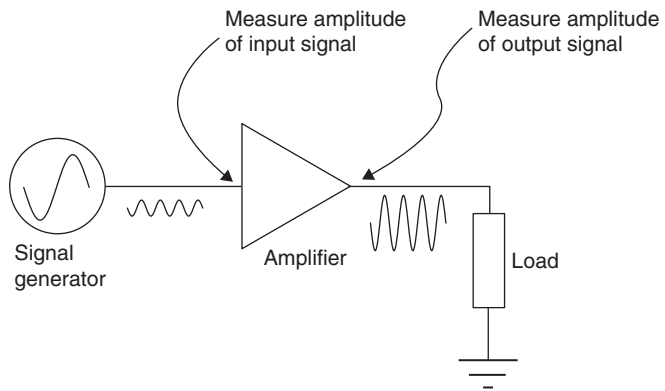 Measure amplitude
of input signal
Measure amplitude
of output signal
Signal
generator
Amplifier
Load